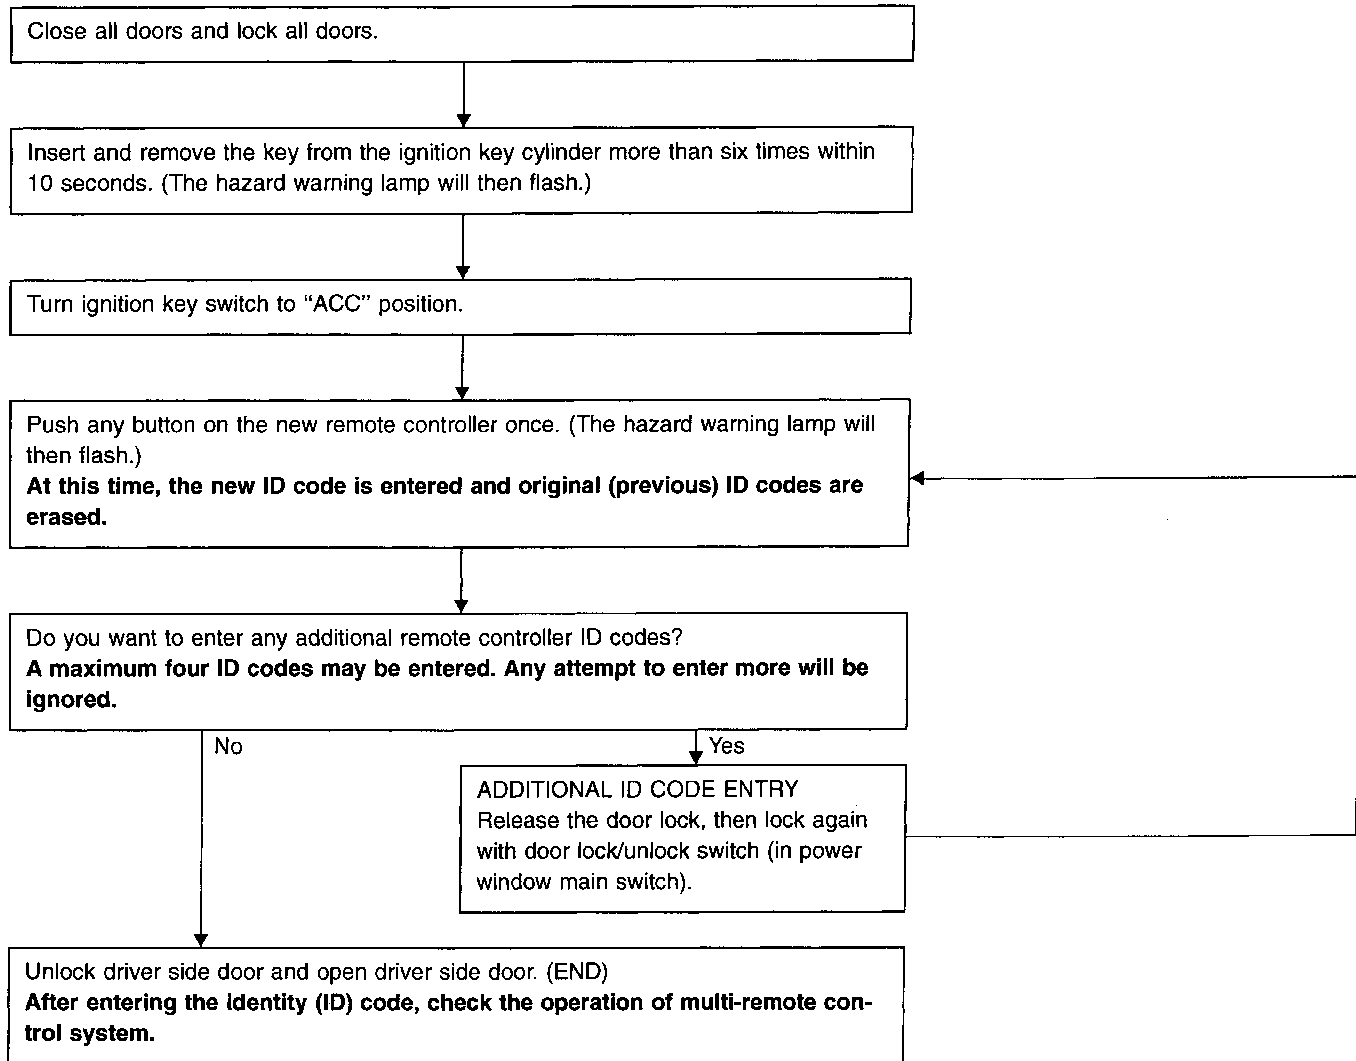 Close all doors and lock all doors.
Insert and remove the key from the ignition key cylinder more than six times within
10 seconds. (The hazard warning lamp will then flash.)
Turn ignition key switch to “ACC” position.
Push any button on the new remote controller once. (The hazard warning lamp will
then flash.)
At this time, the new ID code is entered and original (previous) ID codes are
erased.
Do you want to enter any additional remote controller ID codes?
A maximum four ID codes may be entered. Any attempt to enter more will be
ignored.
No
Yes
ADDITIONAL ID CODE ENTRY
Release the door lock, then lock again
with door lock/unlock switch (in power
window main switch).
Unlock driver side door and open driver side door. (END)
After entering the identity (ID) code, check the operation of multi-remote con-
trol system.